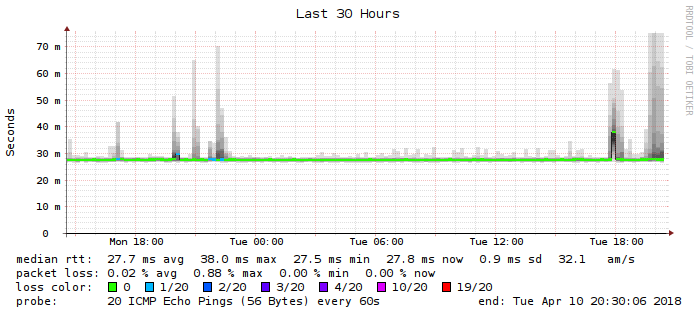 Last 30 Hours
RRDTOOL / TOBI OETIKER
Seconds
70 m
60 m
50 m
40 m
30 m
20 m
10 m
0
Mon 18:00 Tue 00:00 Tue 06:00 Tue 12:00 Tue 18:00
median rtt: 27.7 ms avg 38.0 ms max 27.5 ms min 27.8 ms now 0.9 ms sd 32.1 am/s
packet loss: 0.02 % avg 0.88 % max 0.00 % min 0.00 % now
loss color: 0 1/20 2/20 3/20 4/20 10/20 19/20
probe: 20 ICMP Echo Pings (56 Bytes) every 60s end: Tue Apr 10 20:30:06 2018